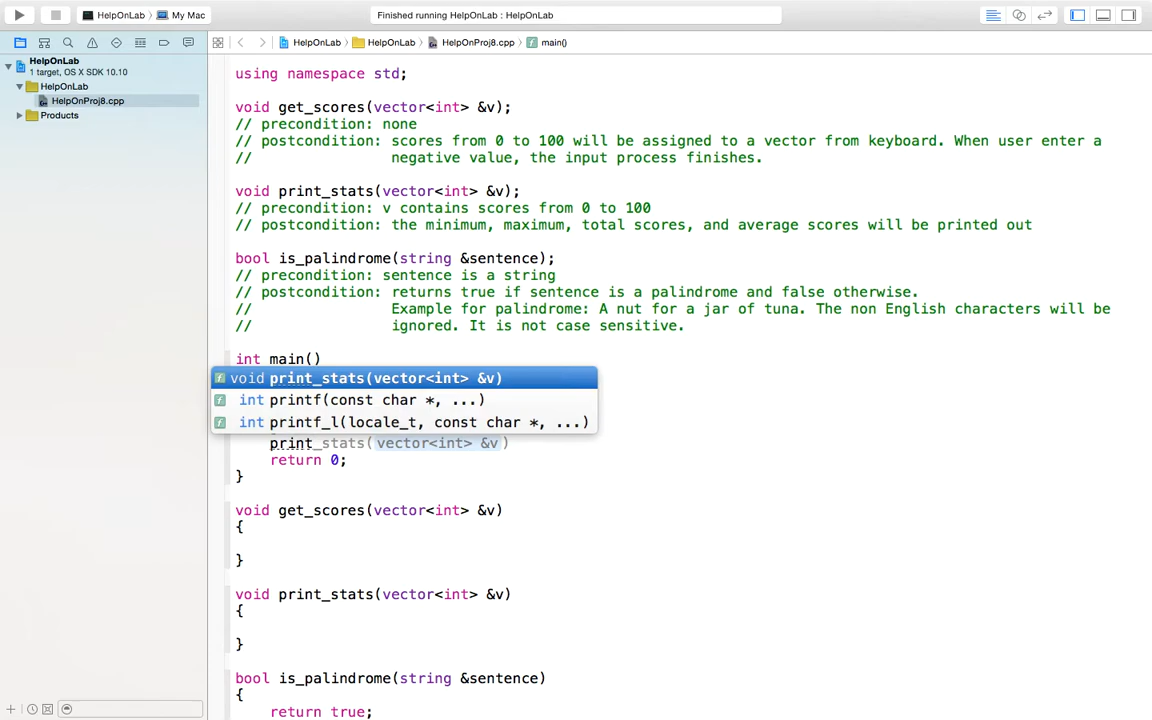 HelpOnLab 〉 My Mac
Finished running HelpOnLab : HelpOnLab
HelpOnLab 〉 HelpOnLab 〉 HelpOnProj8.cpp 〉 main()
HelpOnLab
1 target, OS X SDK 10.10
HelpOnLab
HelpOnProj8.cpp
Products
using namespace std;
void get_scores(vector<int> &v);
// precondition: none
// postcondition: scores from 0 to 100 will be assigned to a vector from keyboard. When user enter a
//                negative value, the input process finishes.
void print_stats(vector<int> &v);
// precondition: v contains scores from 0 to 100
// postcondition: the minimum, maximum, total scores, and average scores will be printed out
bool is_palindrome(string &sentence);
// precondition: sentence is a string
// postcondition: returns true if sentence is a palindrome and false otherwise.
//                Example for palindrome: A nut for a jar of tuna. The non English characters will be
//                ignored. It is not case sensitive.
int main()
f void print_stats(vector<int> &v)
f int printf(const char *, ...)
f int printf_l(locale_t, const char *, ...)
print_stats(vector<int> &v)
return 0;
}
void get_scores(vector<int> &v)
{
}
void print_stats(vector<int> &v)
{
}
bool is_palindrome(string &sentence)
{
return true;